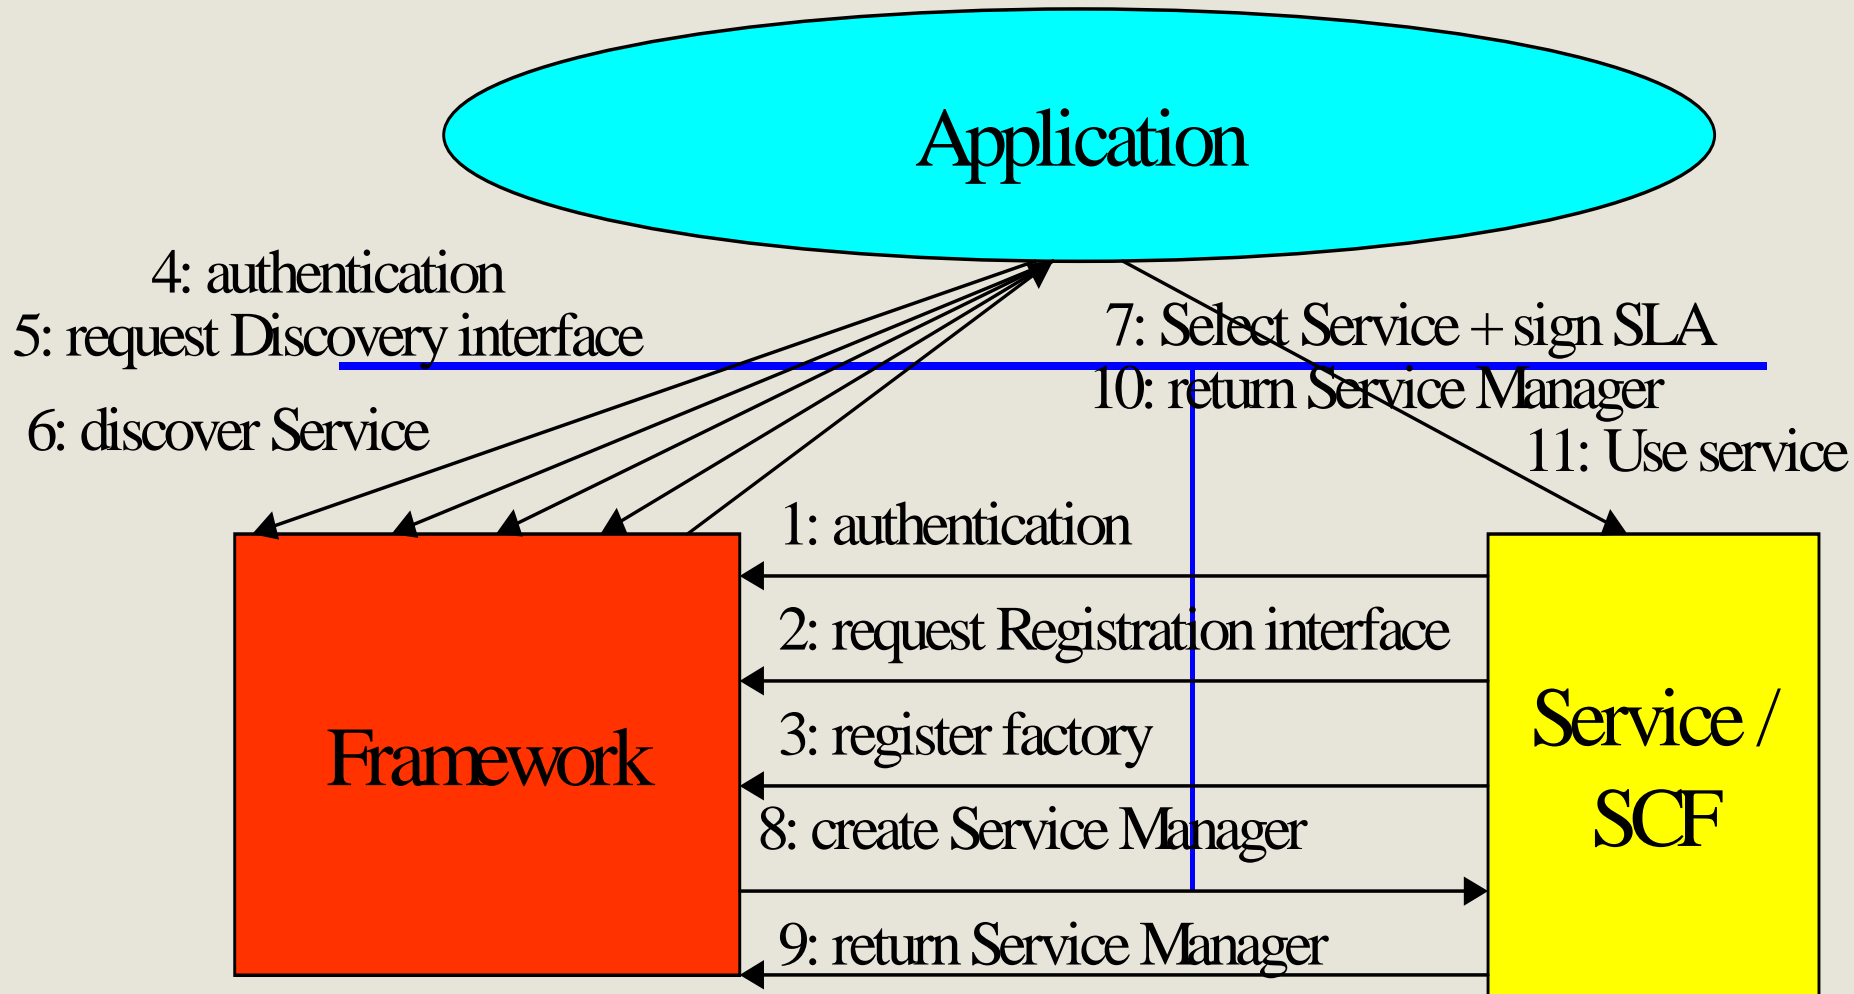 Application
4: authentication
5: request Discovery interface
7: Select Service + sign SLA
10: return Service Manager
6: discover Service
11: Use service
1: authentication
2: request Registration interface
3: register factory
Framework
Service /
SCF
8: create Service Manager
9: return Service Manager